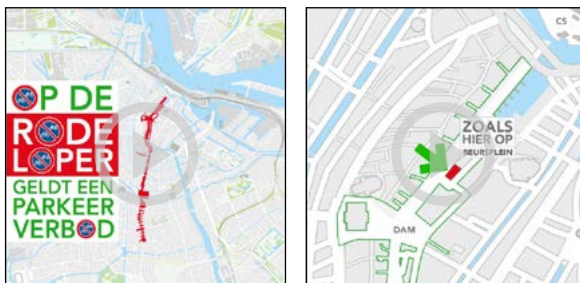 OP DE
RODE
LOPER
GELDT EEN
PARKEER
VERBOD
CS
ZOALS
HIER OP
BEURSPLEIN
DAM